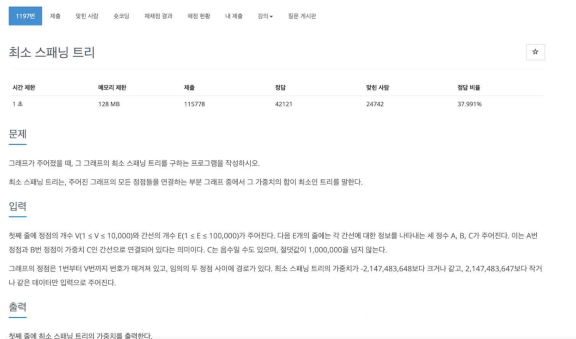 1197번 제출 맞힌 사람 숏코딩 재채점 결과 채점 현황 내 제출 강의 질문 게시판
최소 스패닝 트리
시간 제한 메모리 제한 제출 정답 맞힌 사람 정답 비율
1 초 128 MB 115778 42121 24742 37.991%
문제
그래프가 주어졌을 때, 그 그래프의 최소 스패닝 트리를 구하는 프로그램을 작성하시오.
최소 스패닝 트리는, 주어진 그래프의 모든 정점들을 연결하는 부분 그래프 중에서 그 가중치의 합이 최소인 트리를 말한다.
입력
첫째 줄에 정점의 개수 V(1 ≤ V ≤ 10,000)와 간선의 개수 E(1 ≤ E ≤ 100,000)가 주어진다. 다음 E개의 줄에는 각 간선에 대한 정보를 나타내는 세 정수 A, B, C가 주어진다. 이는 A번
정점과 B번 정점이 가중치 C인 간선으로 연결되어 있다는 의미이다. C는 음수일 수도 있으며, 절댓값이 1,000,000을 넘지 않는다.
그래프의 정점은 1번부터 V번까지 번호가 매겨져 있고, 임의의 두 정점 사이에 경로가 있다. 최소 스패닝 트리의 가중치가 -2,147,483,648보다 크거나 같고, 2,147,483,647보다 작거
나 같은 데이터만 입력으로 주어진다.
출력
첫째 줄에 최소 스패닝 트리의 가중치를 출력한다.